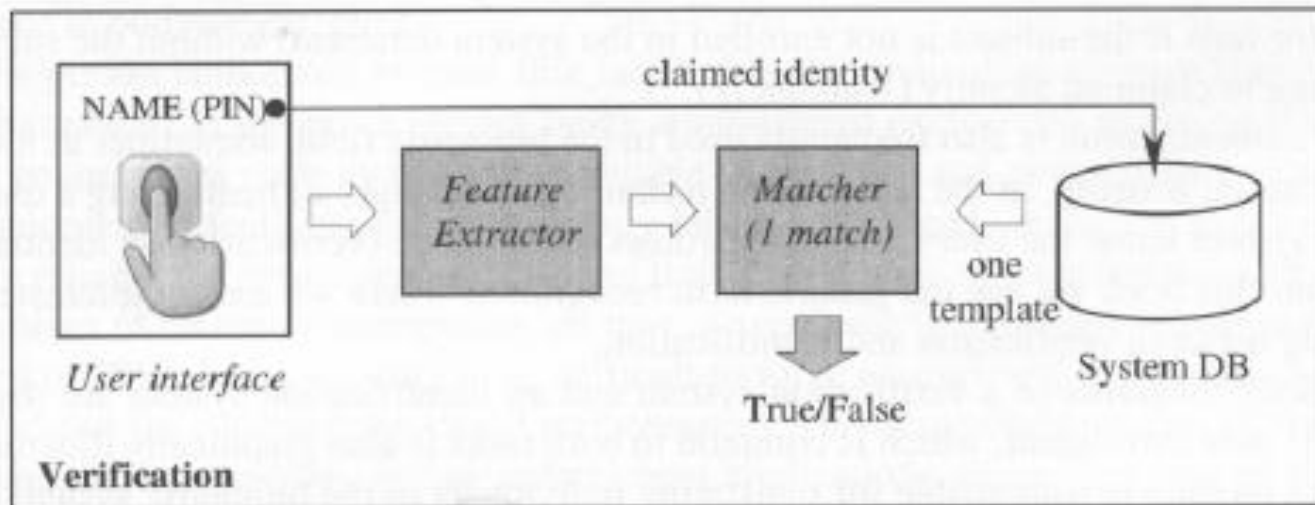 claimed identity
NAME (PIN)
Feature
Extractor
Matcher
(1 match)
one
template
User interface
System DB
True/False
Verification